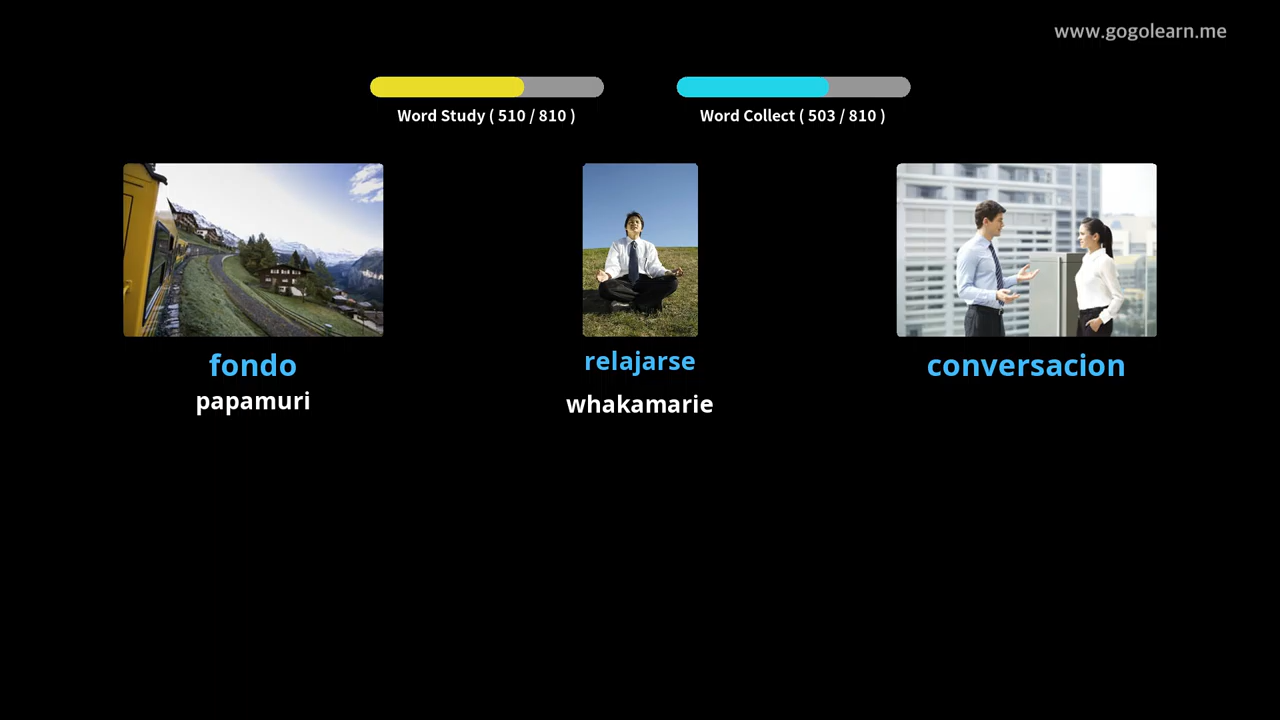 www.gogolearn.me
Word Study ( 510 / 810 )
Word Collect ( 503 / 810 )
fondo
papamuri
relajarse
whakamarie
conversacion